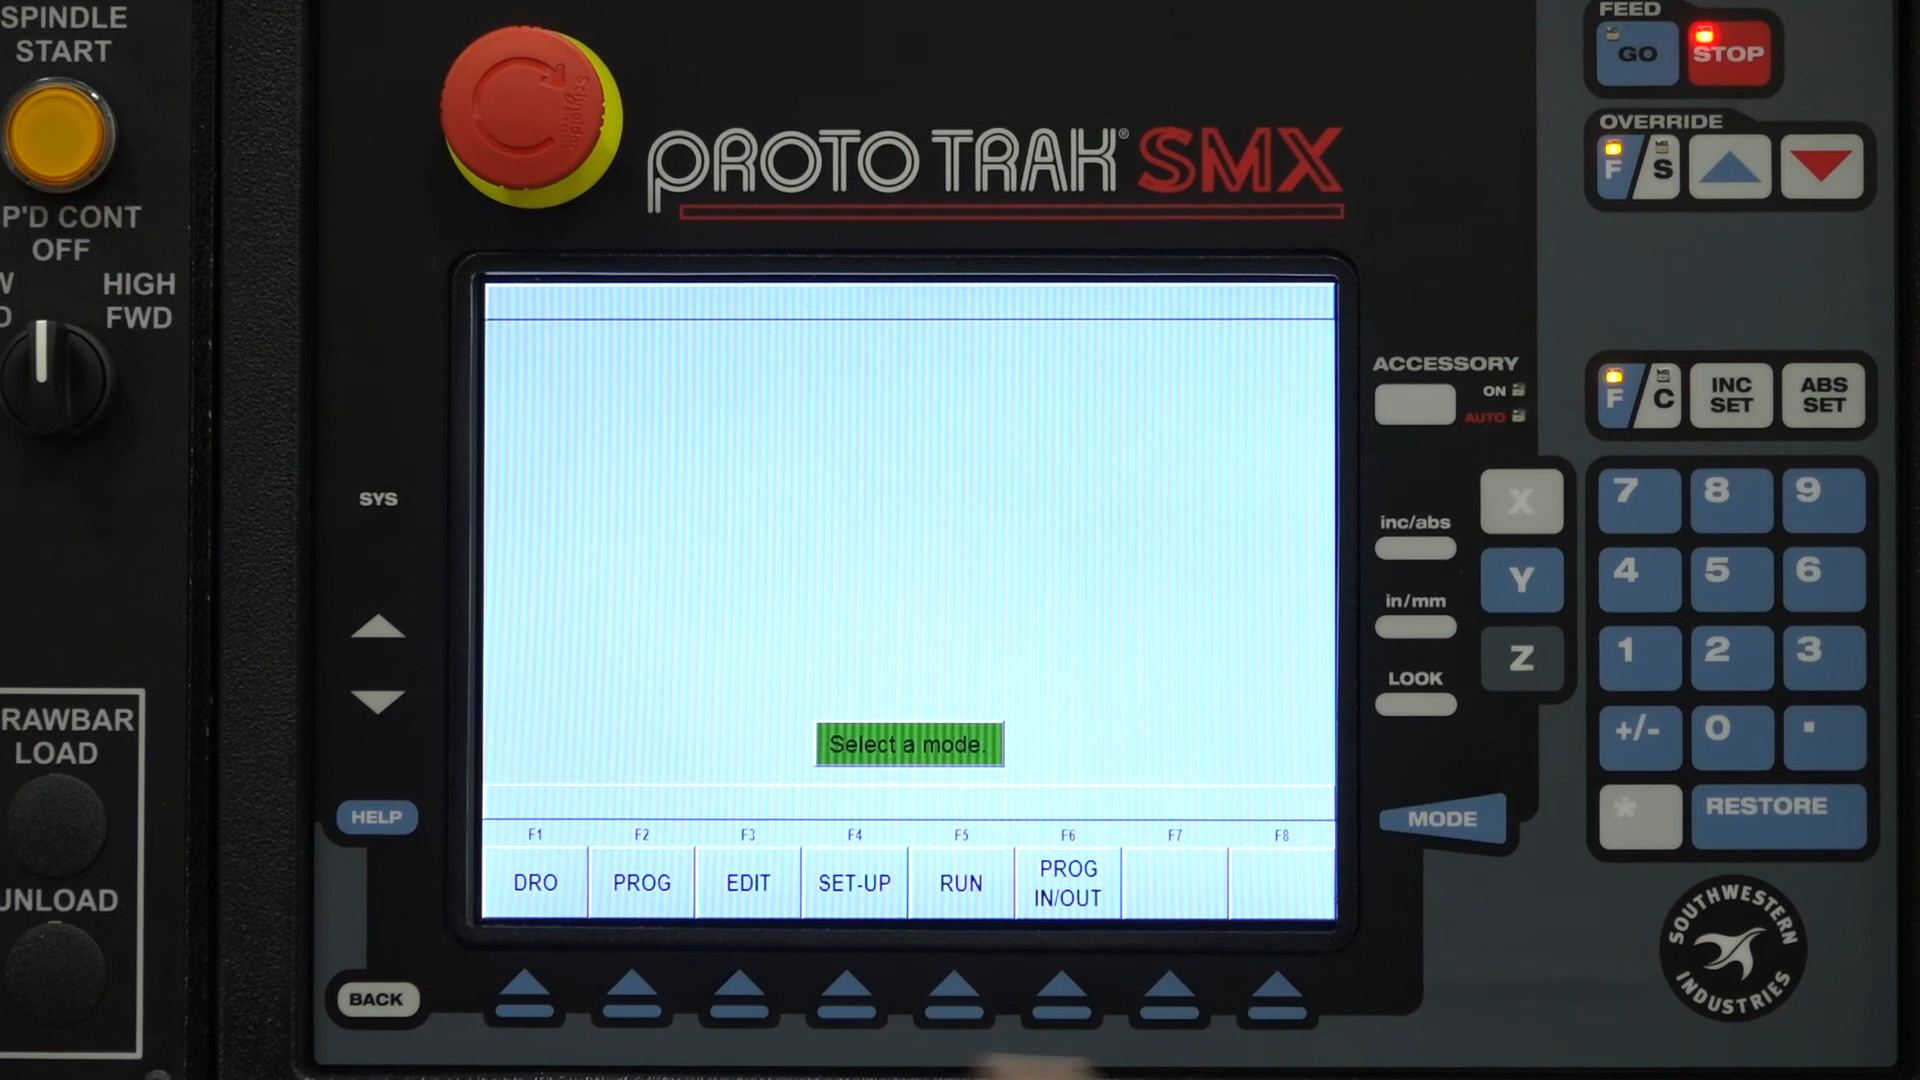 SPINDLE
START
P'D CONT
OFF
HIGH
FWD
RAWBAR
LOAD
UNLOAD
PROTO TRAK® SMX
SYS
HELP
BACK
Select a mode.
F1 F2 F3 F4 F5 F6 F7 F8
DRO PROG EDIT SET-UP RUN PROG
IN/OUT
FEED
GO STOP
OVERRIDE
F/S
ACCESSORY
ON
AUTO
F/C INC
SET ABS
SET
inc/abs
in/mm
LOOK
X
Y
Z
7 8 9
4 5 6
1 2 3
+/- 0 .
* RESTORE
MODE
SOUTHWESTERN
INDUSTRIES